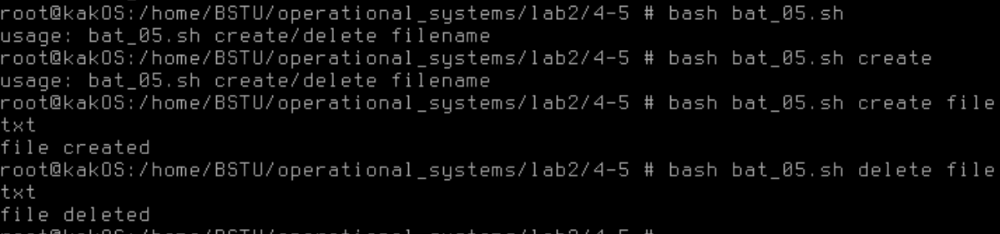 root@kakOS:/home/BSTU/operational_systems/lab2/4-5 # bash bat_05.sh
usage: bat_05.sh create/delete filename
root@kakOS:/home/BSTU/operational_systems/lab2/4-5 # bash bat_05.sh create
usage: bat_05.sh create/delete filename
root@kakOS:/home/BSTU/operational_systems/lab2/4-5 # bash bat_05.sh create file
txt
file created
root@kakOS:/home/BSTU/operational_systems/lab2/4-5 # bash bat_05.sh delete file
txt
file deleted
root@kakOS:/home/BSTU/operational_systems/lab2/4-5 #